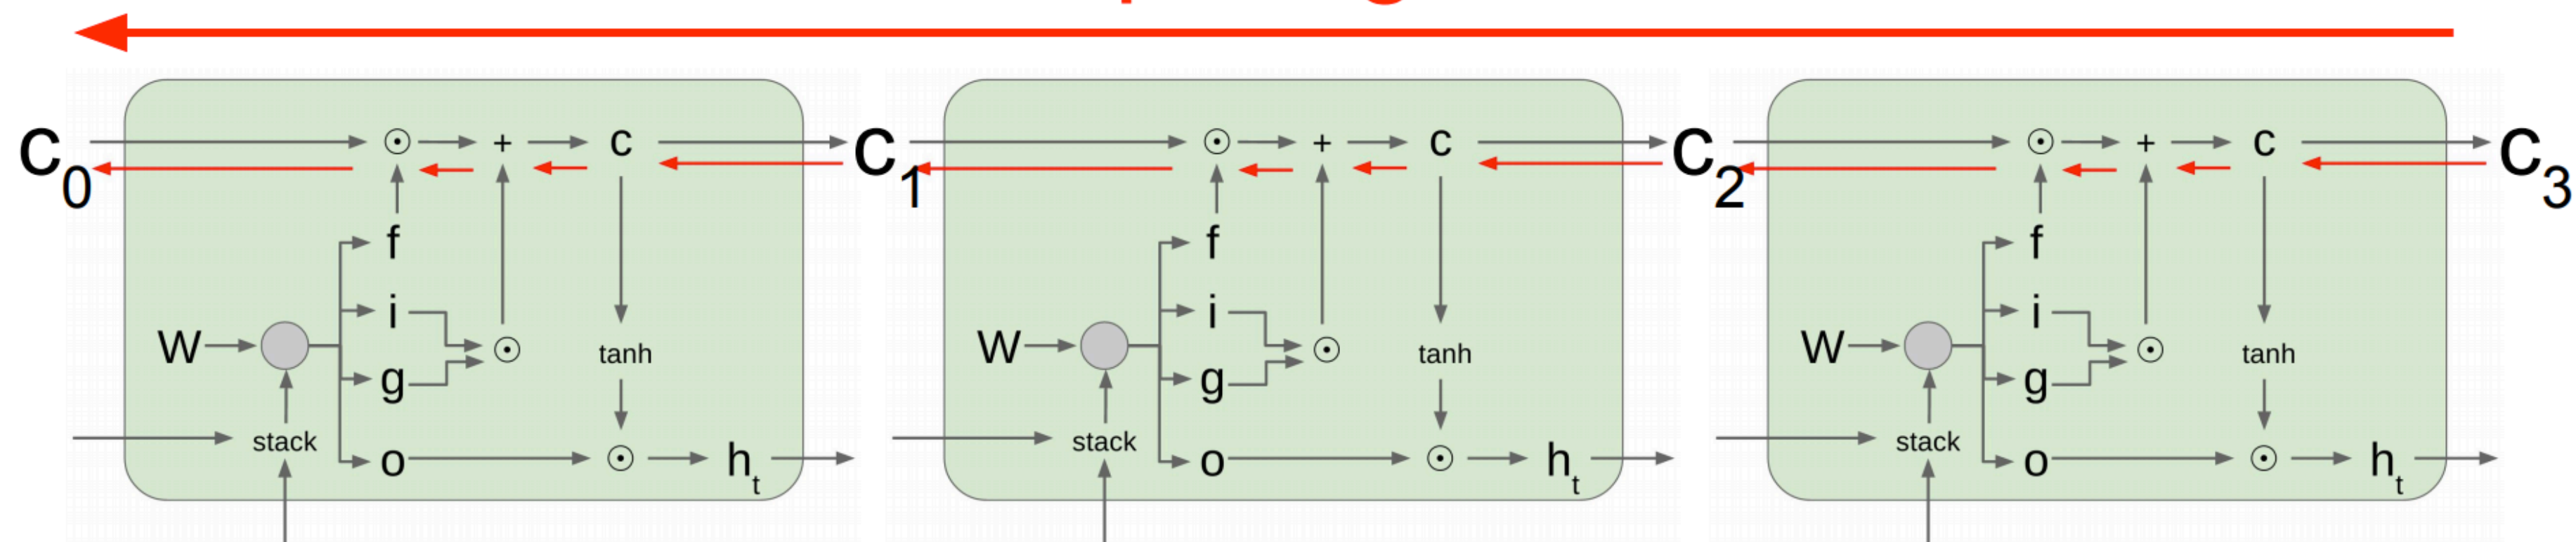 c0 ⊙ + c c1 ⊙ + c c2 ⊙ + c c3
f f f
i i i
W ⊙ tanh W ⊙ tanh W ⊙ tanh
g g g
stack stack stack
o ⊙ ht o ⊙ ht o ⊙ ht